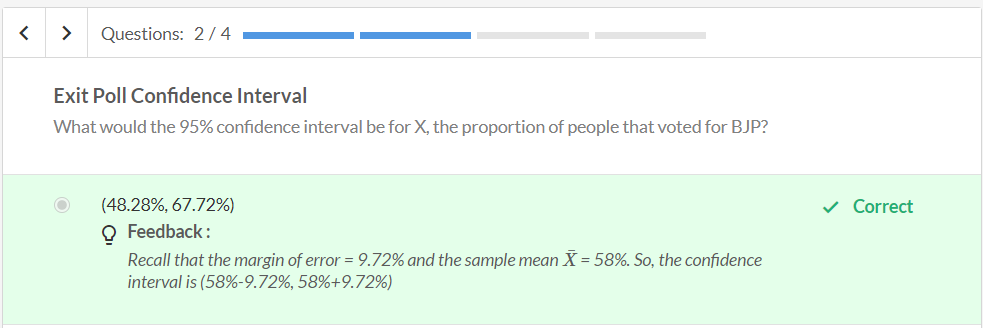 Questions: 2 / 4
Exit Poll Confidence Interval
What would the 95% confidence interval be for X, the proportion of people that voted for BJP?
(48.28%, 67.72%)
Correct
Feedback :
Recall that the margin of error = 9.72% and the sample mean X̄ = 58%. So, the confidence
interval is (58%-9.72%, 58%+9.72%)